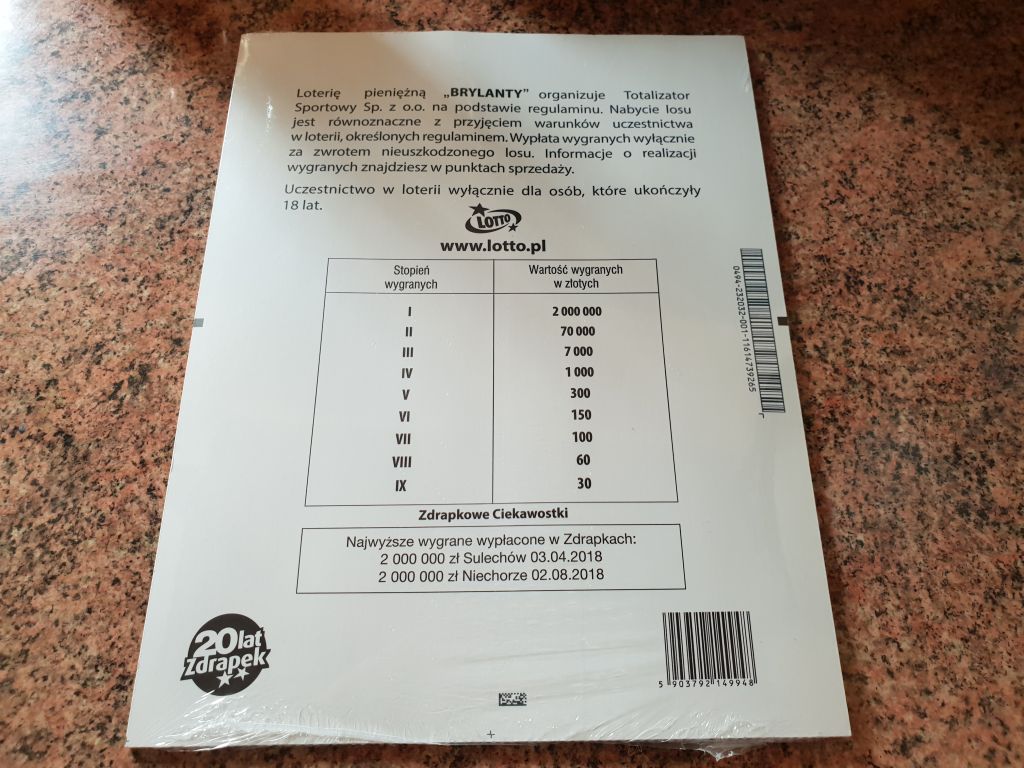 Loterię pieniężną „BRYLANTY” organizuje Totalizator
Sportowy Sp. z o.o. na podstawie regulaminu. Nabycie losu
jest równoznaczne z przyjęciem warunków uczestnictwa
w loterii, określonych regulaminem. Wypłata wygranych wyłącznie
za zwrotem nieuszkodzonego losu. Informacje o realizacji
wygranych znajdziesz w punktach sprzedaży.
Uczestnictwo w loterii wyłącznie dla osób, które ukończyły
18 lat.
LOTTO
www.lotto.pl
Stopień wygranych
Wartość wygranych w złotych
I 2 000 000
II 70 000
III 7 000
IV 1 000
V 300
VI 150
VII 100
VIII 60
IX 30
Zdrapkowe Ciekawostki
Najwyższe wygrane wypłacone w Zdrapkach:
2 000 000 zł Sulechów 03.04.2018
2 000 000 zł Niechorze 02.08.2018
0494-232032-001-11614739265
20 lat
Zdrapek
5 903792 149948